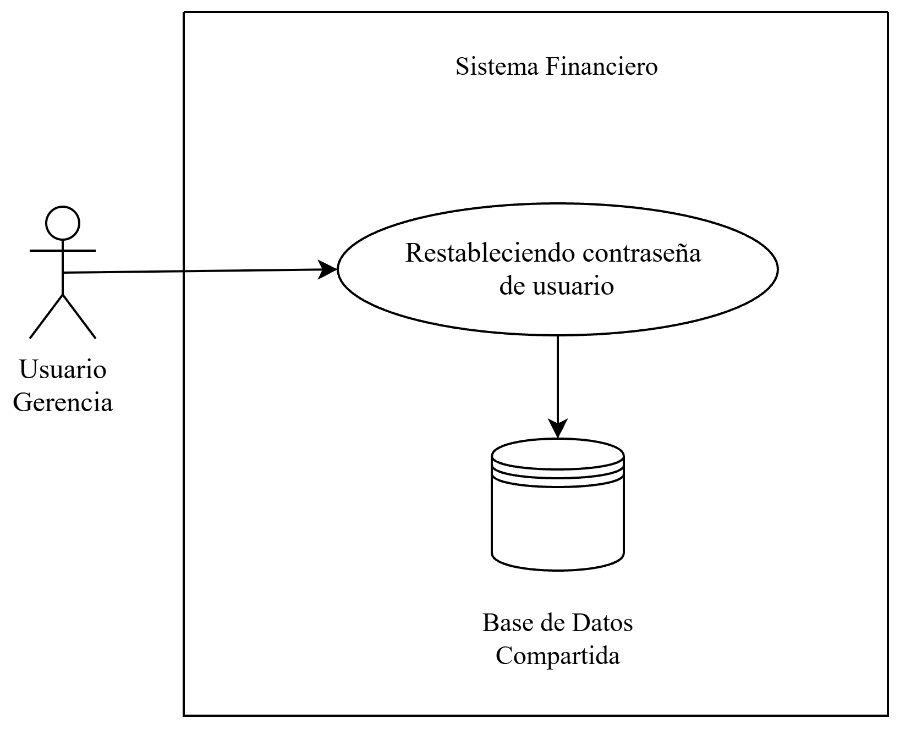 Sistema Financiero
Restableciendo contraseña
de usuario
Usuario
Gerencia
Base de Datos
Compartida